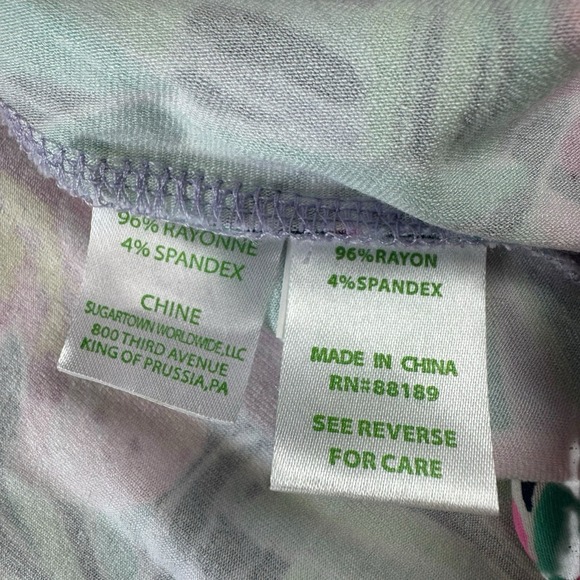 96% RAYONNE
4% SPANDEX
CHINE
SUGARTOWN WORLDWIDE,LLC
800 THIRD AVENUE
KING OF PRUSSIA,PA
96%RAYON
4%SPANDEX
MADE IN CHINA
RN#88189
SEE REVERSE
FOR CARE